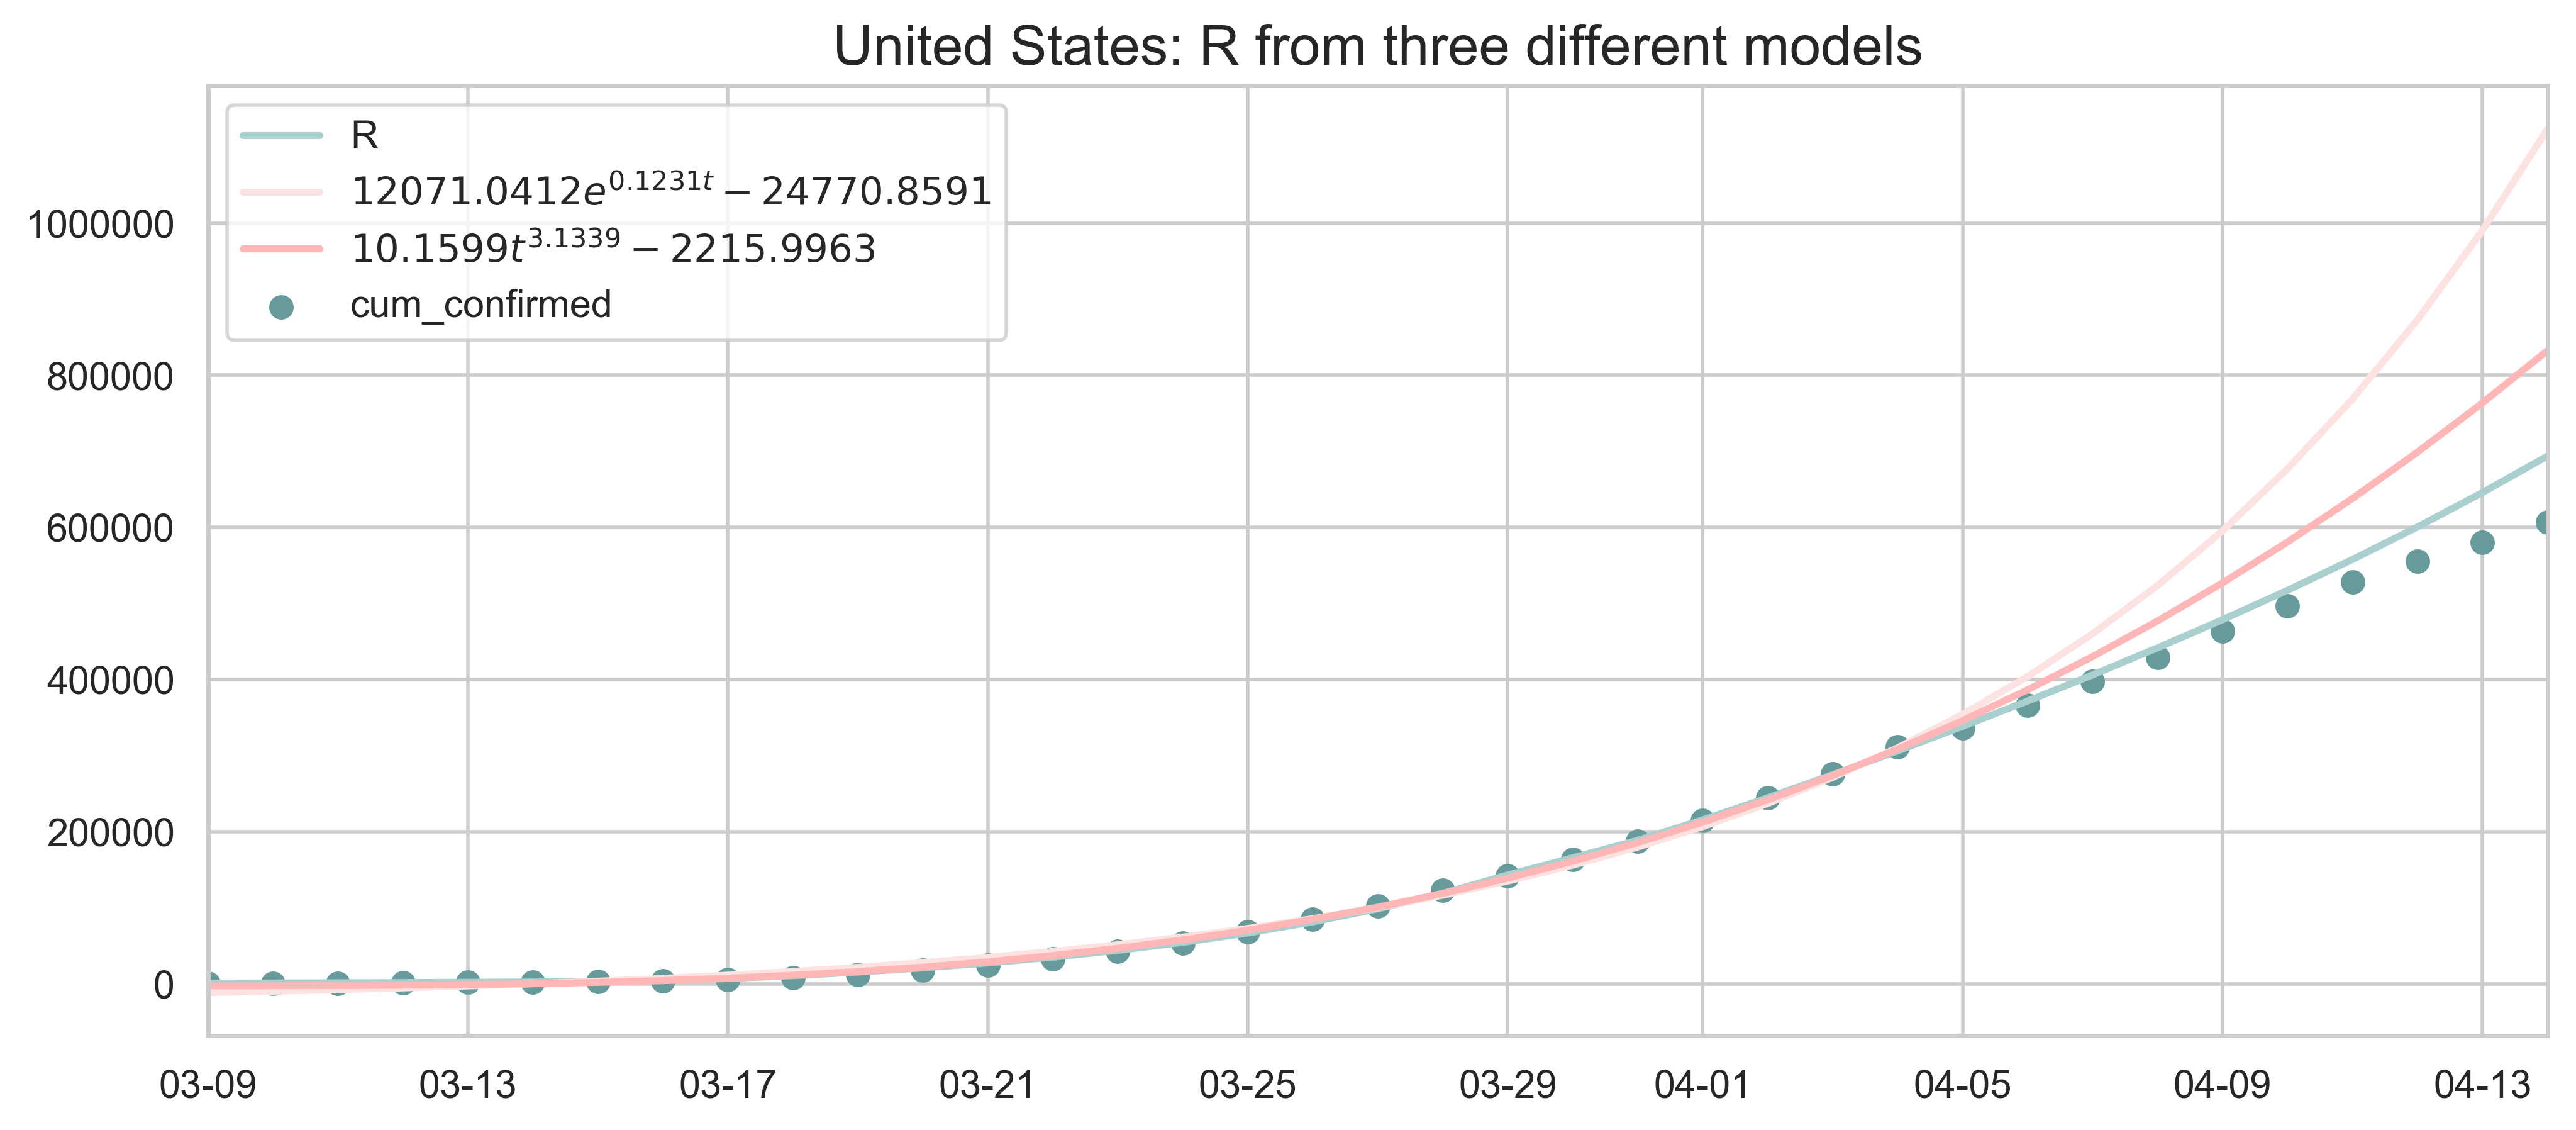 United States: R from three different models
R
12071.0412e^{0.1231t} − 24770.8591
10.1599t^{3.1339} − 2215.9963
cum_confirmed
1000000
800000
600000
400000
200000
0
03-09 03-13 03-17 03-21 03-25 03-29 04-01 04-05 04-09 04-13